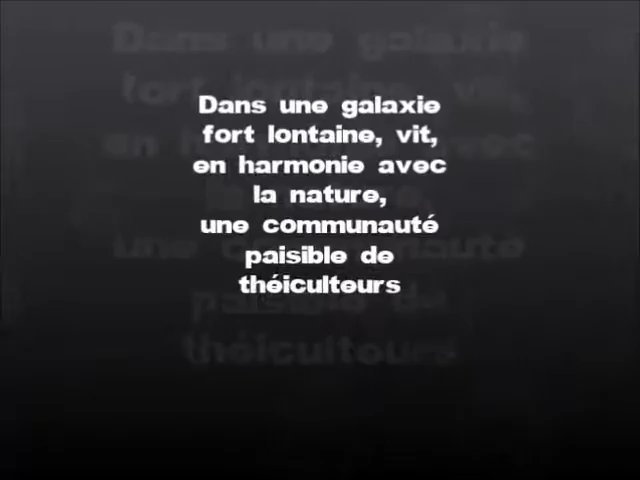 Dans une galaxie
fort lontaine, vit,
en harmonie avec
la nature,
une communauté
paisible de
théiculteurs